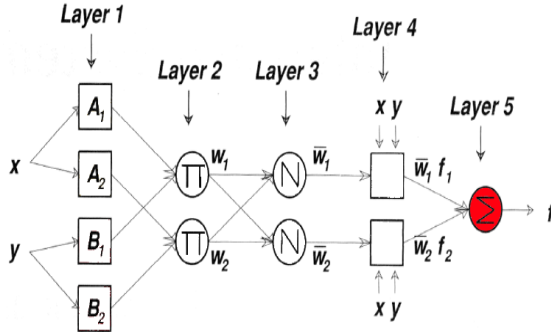 Layer 1
Layer 4
Layer 2
Layer 3
x y
Layer 5
A₁
x
A₂
Π
w₁
N
w̅₁
w̅₁ f₁
Σ
f
y
B₁
Π
w₂
N
w̅₂
w̅₂ f₂
B₂
x y